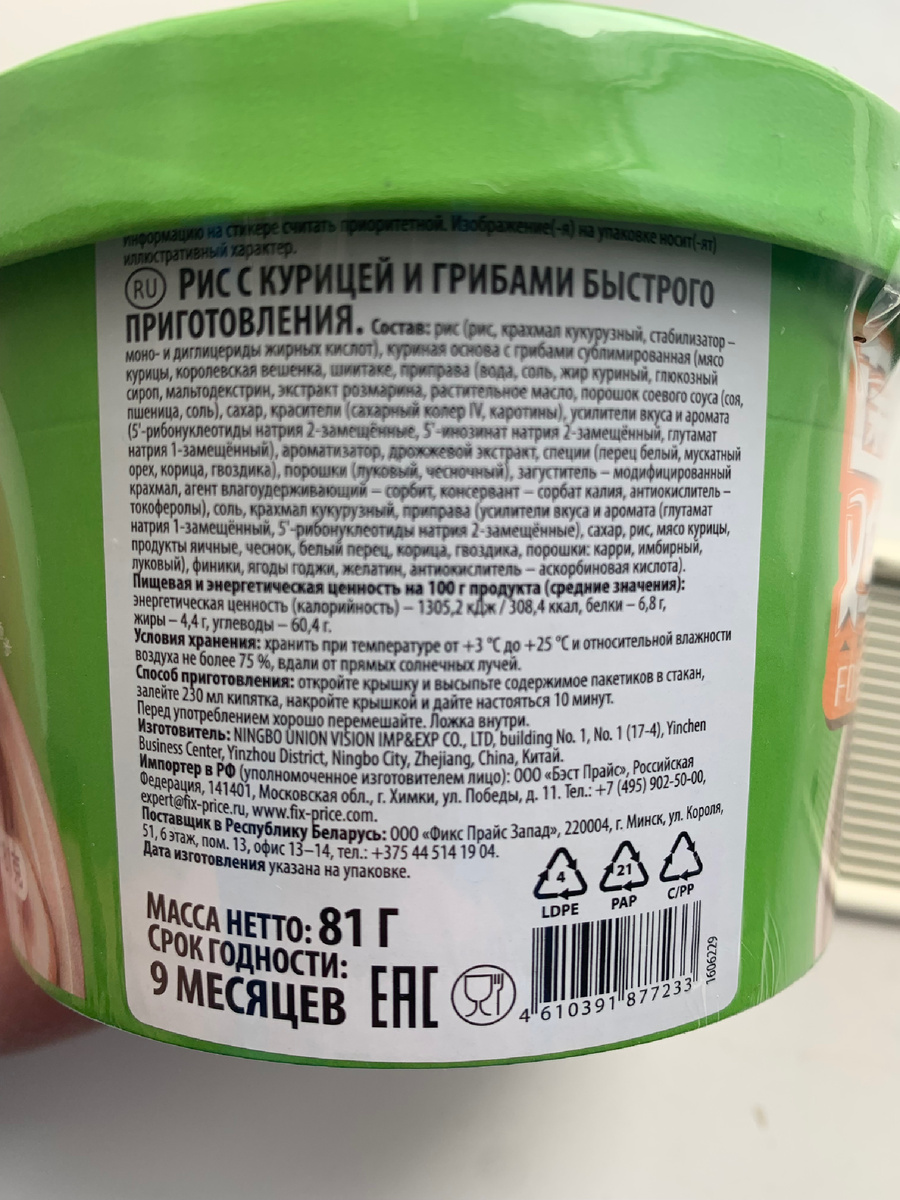 Информацию на стикере считать приоритетной. Изображение(-я) на упаковке носит(-ят)
иллюстративный характер.
RU РИС С КУРИЦЕЙ И ГРИБАМИ БЫСТРОГО
ПРИГОТОВЛЕНИЯ. Состав: рис (рис, крахмал кукурузный, стабилизатор –
моно- и диглицериды жирных кислот), куриная основа с грибами сублимированная (мясо
курицы, королевская вешенка, шиитаке, приправа (вода, соль, жир куриный, глюкозный
сироп, мальтодекстрин, экстракт розмарина, растительное масло, порошок соевого соуса (соя,
пшеница, соль), сахар, красители (сахарный колер IV, каротины), усилители вкуса и аромата
(5'-рибонуклеотиды натрия 2-замещённые, 5'-инозинат натрия 2-замещённый, глутамат
натрия 1-замещённый), ароматизатор, дрожжевой экстракт, специи (перец белый, мускатный
орех, корица, гвоздика), порошки (луковый, чесночный), загуститель – модифицированный
крахмал, агент влагоудерживающий – сорбит, консервант – сорбат калия, антиокислитель –
токоферолы), соль, крахмал кукурузный, приправа (усилители вкуса и аромата (глутамат
натрия 1-замещённый, 5'-рибонуклеотиды натрия 2-замещённые), сахар, рис, мясо курицы,
продукты яичные, чеснок, белый перец, корица, гвоздика, порошки: карри, имбирный,
луковый), финики, ягоды годжи, желатин, антиокислитель – аскорбиновая кислота).
Пищевая и энергетическая ценность на 100 г продукта (средние значения):
энергетическая ценность (калорийность) – 1305,2 кДж / 308,4 ккал, белки – 6,8 г,
жиры – 4,4 г, углеводы – 60,4 г.
Условия хранения: хранить при температуре от +3 °С до +25 °С и относительной влажности
воздуха не более 75 %, вдали от прямых солнечных лучей.
Способ приготовления: откройте крышку и высыпьте содержимое пакетиков в стакан,
залейте 230 мл кипятка, накройте крышкой и дайте настояться 10 минут.
Перед употреблением хорошо перемешайте. Ложка внутри.
Изготовитель: NINGBO UNION VISION IMP&EXP CO., LTD, building No. 1, No. 1 (17-4), Yinchen
Business Center, Yinzhou District, Ningbo City, Zhejiang, China, Китай.
Импортер в РФ (уполномоченное изготовителем лицо): ООО «Бэст Прайс», Российская
Федерация, 141401, Московская обл., г. Химки, ул. Победы, д. 11. Тел.: +7 (495) 902-50-00,
expert@fix-price.ru, www.fix-price.com.
Поставщик в Республику Беларусь: ООО «Фикс Прайс Запад», 220004, г. Минск, ул. Короля,
51, 6 этаж, пом. 13, офис 13–14, тел.: +375 44 514 19 04.
Дата изготовления указана на упаковке.
4 21
LDPE PAP C/PP
МАССА НЕТТО: 81 Г
СРОК ГОДНОСТИ:
9 МЕСЯЦЕВ
EAC
4 610391 877233
1606229